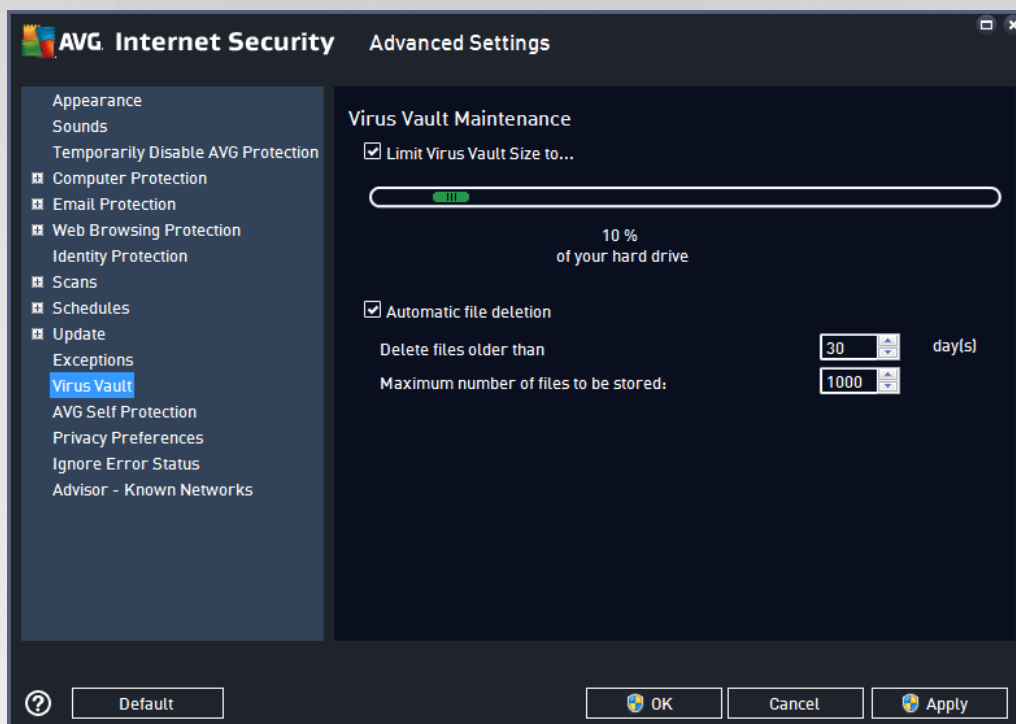 AVG. Internet Security Advanced Settings
Appearance
Sounds
Temporarily Disable AVG Protection
Computer Protection
Email Protection
Web Browsing Protection
Identity Protection
Scans
Schedules
Update
Exceptions
Virus Vault
AVG Self Protection
Privacy Preferences
Ignore Error Status
Advisor - Known Networks
Virus Vault Maintenance
Limit Virus Vault Size to...
10 %
of your hard drive
Automatic file deletion
Delete files older than 30 day(s)
Maximum number of files to be stored: 1000
? Default OK Cancel Apply